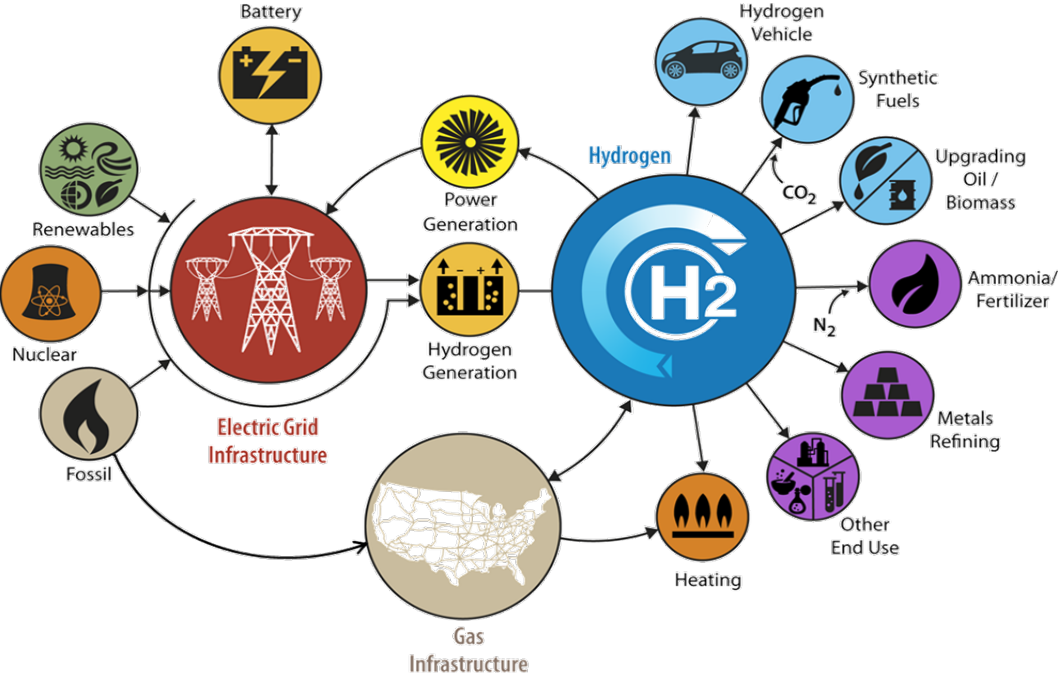 Battery
Hydrogen
Vehicle
Synthetic
Fuels
CO2
Upgrading
Oil /
Biomass
Renewables
Power
Generation
Hydrogen
H2
Ammonia/
Fertilizer
N2
Nuclear
- +
+ -
Hydrogen
Generation
Metals
Refining
Electric Grid
Infrastructure
Fossil
Other
End Use
Heating
Gas
Infrastructure